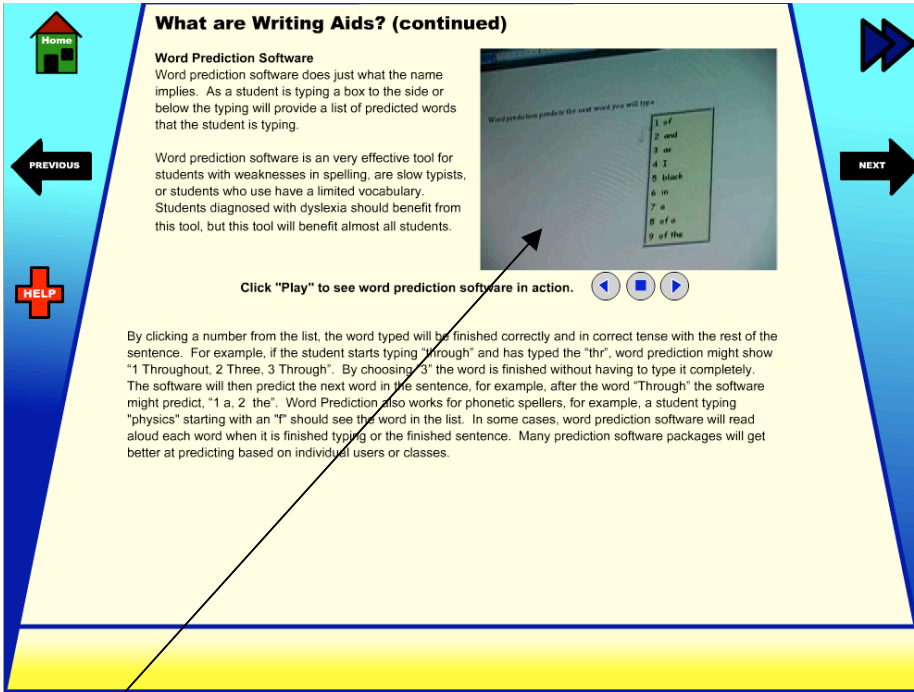 What are Writing Aids? (continued)
Home
Word Prediction Software
Word prediction software does just what the name
implies.  As a student is typing a box to the side or
below the typing will provide a list of predicted words
that the student is typing.
Word prediction software is an very effective tool for
students with weaknesses in spelling, are slow typists,
or students who use have a limited vocabulary.
Students diagnosed with dyslexia should benefit from
this tool, but this tool will benefit almost all students.
Word prediction predicts the next word you will type
1 of
2 and
3 as
4 I
5 black
6 in
7 a
8 of a
9 of the
PREVIOUS
NEXT
HELP
Click "Play" to see word prediction software in action.
By clicking a number from the list, the word typed will be finished correctly and in correct tense with the rest of the
sentence.  For example, if the student starts typing “through” and has typed the “thr”, word prediction might show
“1 Throughout, 2 Three, 3 Through”.  By choosing “3” the word is finished without having to type it completely.
The software will then predict the next word in the sentence, for example, after the word “Through” the software
might predict, “1 a, 2  the”.  Word Prediction also works for phonetic spellers, for example, a student typing
"physics" starting with an "f" should see the word in the list.  In some cases, word prediction software will read
aloud each word when it is finished typing or the finished sentence.  Many prediction software packages will get
better at predicting based on individual users or classes.